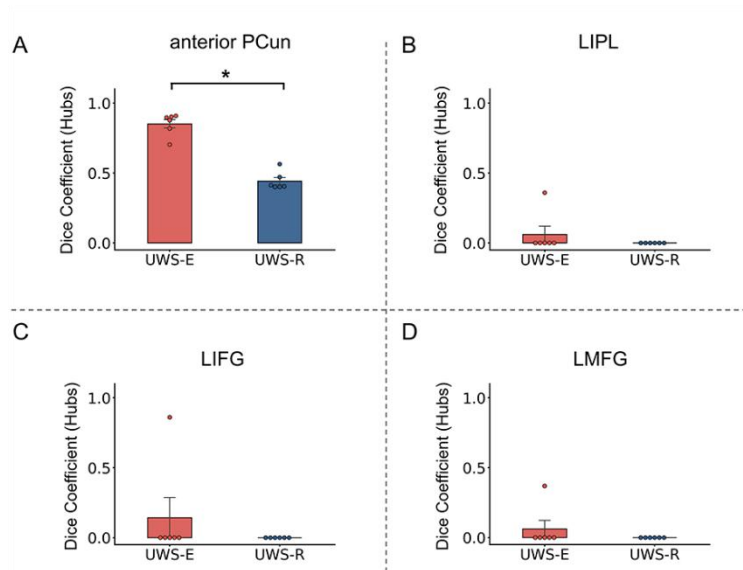 A
anterior PCun
*
Dice Coefficient (Hubs)
1.0
0.5
0.0
UWS-E
UWS-R
B
LIPL
Dice Coefficient (Hubs)
1.0
0.5
0.0
UWS-E
UWS-R
C
LIFG
Dice Coefficient (Hubs)
1.0
0.5
0.0
UWS-E
UWS-R
D
LMFG
Dice Coefficient (Hubs)
1.0
0.5
0.0
UWS-E
UWS-R